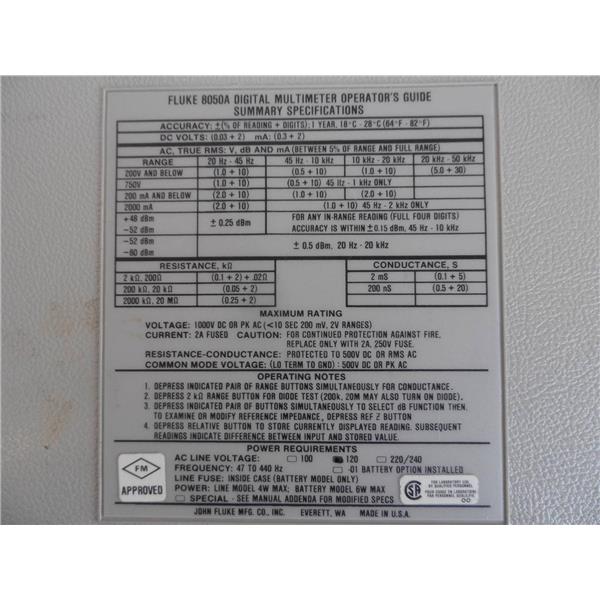 FLUKE 8050A DIGITAL MULTIMETER OPERATOR'S GUIDE
SUMMARY SPECIFICATIONS
ACCURACY: ±(% OF READING + DIGITS); 1 YEAR, 18°C - 28°C (64°F - 82°F)
DC VOLTS: (0.03 + 2) mA: (0.3 + 2)
AC, TRUE RMS: V, dB AND mA (BETWEEN 5% OF RANGE AND FULL RANGE)
RANGE 20 Hz - 45 Hz 45 Hz - 10 kHz 10 kHz - 20 kHz 20 kHz - 50 kHz
200V AND BELOW (1.0 + 10) (0.5 + 10) (1.0 + 10) (5.0 + 30)
750V (1.0 + 10) (0.5 + 10) 45 Hz - 1 kHz ONLY
200 mA AND BELOW (2.0 + 10) (1.0 + 10) (2.0 + 10)
2000 mA (2.0 + 10) (1.0 + 10) 45 Hz - 2 kHz ONLY
+48 dBm ± 0.25 dBm FOR ANY IN-RANGE READING (FULL FOUR DIGITS)
-52 dBm ACCURACY IS WITHIN ± 0.15 dBm, 45 Hz - 10 kHz
-52 dBm ± 0.5 dBm, 20 Hz - 20 kHz
-60 dBm
RESISTANCE, kΩ CONDUCTANCE, S
2 kΩ, 200Ω (0.1 + 2) + .02Ω 2 mS (0.1 + 5)
200 kΩ, 20 kΩ (0.05 + 2) 200 nS (0.5 + 20)
2000 kΩ, 20 MΩ (0.25 + 2)
MAXIMUM RATING
VOLTAGE: 1000V DC OR PK AC (<10 SEC 200 mV, 2V RANGES)
CURRENT: 2A FUSED CAUTION: FOR CONTINUED PROTECTION AGAINST FIRE,
REPLACE ONLY WITH 2A, 250V FUSE.
RESISTANCE-CONDUCTANCE: PROTECTED TO 500V DC OR RMS AC
COMMON MODE VOLTAGE: (LO TERM TO GND): 500V DC OR PK AC
OPERATING NOTES
1. DEPRESS INDICATED PAIR OF RANGE BUTTONS SIMULTANEOUSLY FOR CONDUCTANCE.
2. DEPRESS 2 kΩ RANGE BUTTON FOR DIODE TEST (200k, 20M MAY ALSO TURN ON DIODE).
3. DEPRESS INDICATED PAIR OF BUTTONS SIMULTANEOUSLY TO SELECT dB FUNCTION THEN,
TO EXAMINE OR MODIFY REFERENCE IMPEDANCE, DEPRESS REF Z BUTTON
4. DEPRESS RELATIVE BUTTON TO STORE CURRENTLY DISPLAYED READING. SUBSEQUENT
READINGS INDICATE DIFFERENCE BETWEEN INPUT AND STORED VALUE.
POWER REQUIREMENTS
AC LINE VOLTAGE: 100 120 220/240
FREQUENCY: 47 TO 440 Hz -01 BATTERY OPTION INSTALLED
LINE FUSE: INSIDE CASE (BATTERY MODEL ONLY)
POWER: LINE MODEL 4W MAX; BATTERY MODEL 6W MAX
SPECIAL - SEE MANUAL ADDENDA FOR MODIFIED SPECS
JOHN FLUKE MFG. CO., INC. EVERETT, WA MADE IN U.S.A.
FM
APPROVED
SA
FOR LABORATORY USE
BY QUALIFIED PERSONNEL